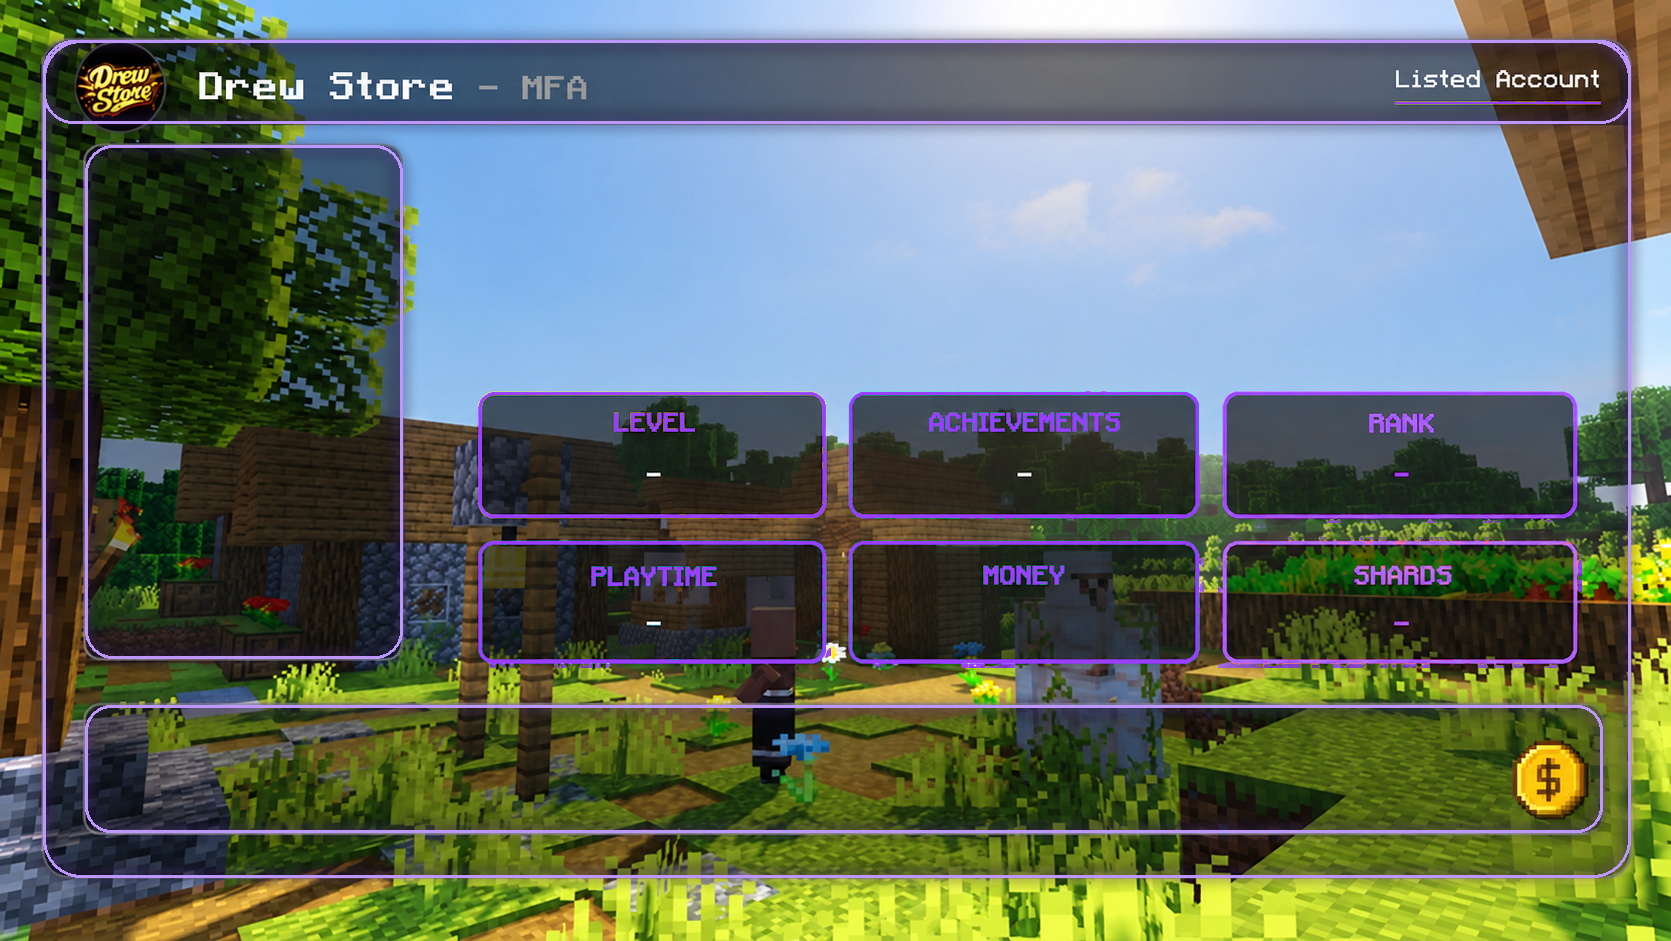 Drew Store
Drew Store - MFA
Listed Account
LEVEL
-
ACHIEVEMENTS
-
RANK
-
PLAYTIME
-
MONEY
SHARDS
-
$